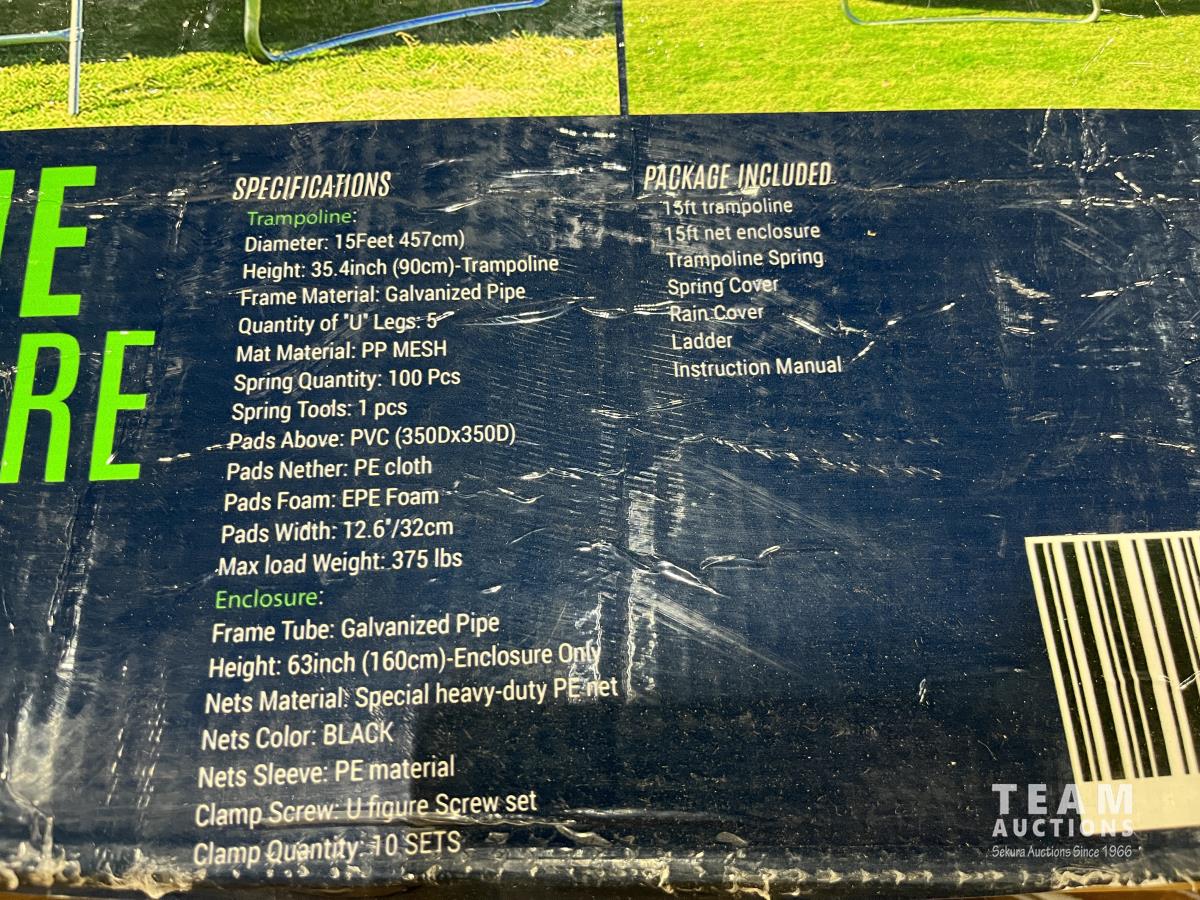 E
RE
SPECIFICATIONS
Trampoline:
Diameter: 15Feet 457cm)
Height: 35.4inch (90cm)-Trampoline
Frame Material: Galvanized Pipe
Quantity of "U" Legs: 5
Mat Material: PP MESH
Spring Quantity: 100 Pcs
Spring Tools: 1 pcs
Pads Above: PVC (350Dx350D)
Pads Nether: PE cloth
Pads Foam: EPE Foam
Pads Width: 12.6"/32cm
Max load Weight: 375 lbs
Enclosure:
Frame Tube: Galvanized Pipe
Height: 63inch (160cm)-Enclosure Only
Nets Material: Special heavy-duty PE net
Nets Color: BLACK
Nets Sleeve: PE material
Clamp Screw: U figure Screw set
Clamp Quantity: 10 SETS
PACKAGE INCLUDED
15ft trampoline
15ft net enclosure
Trampoline Spring
Spring Cover
Rain Cover
Ladder
Instruction Manual
TEAM
AUCTIONS
Sekura Auctions Since 1966